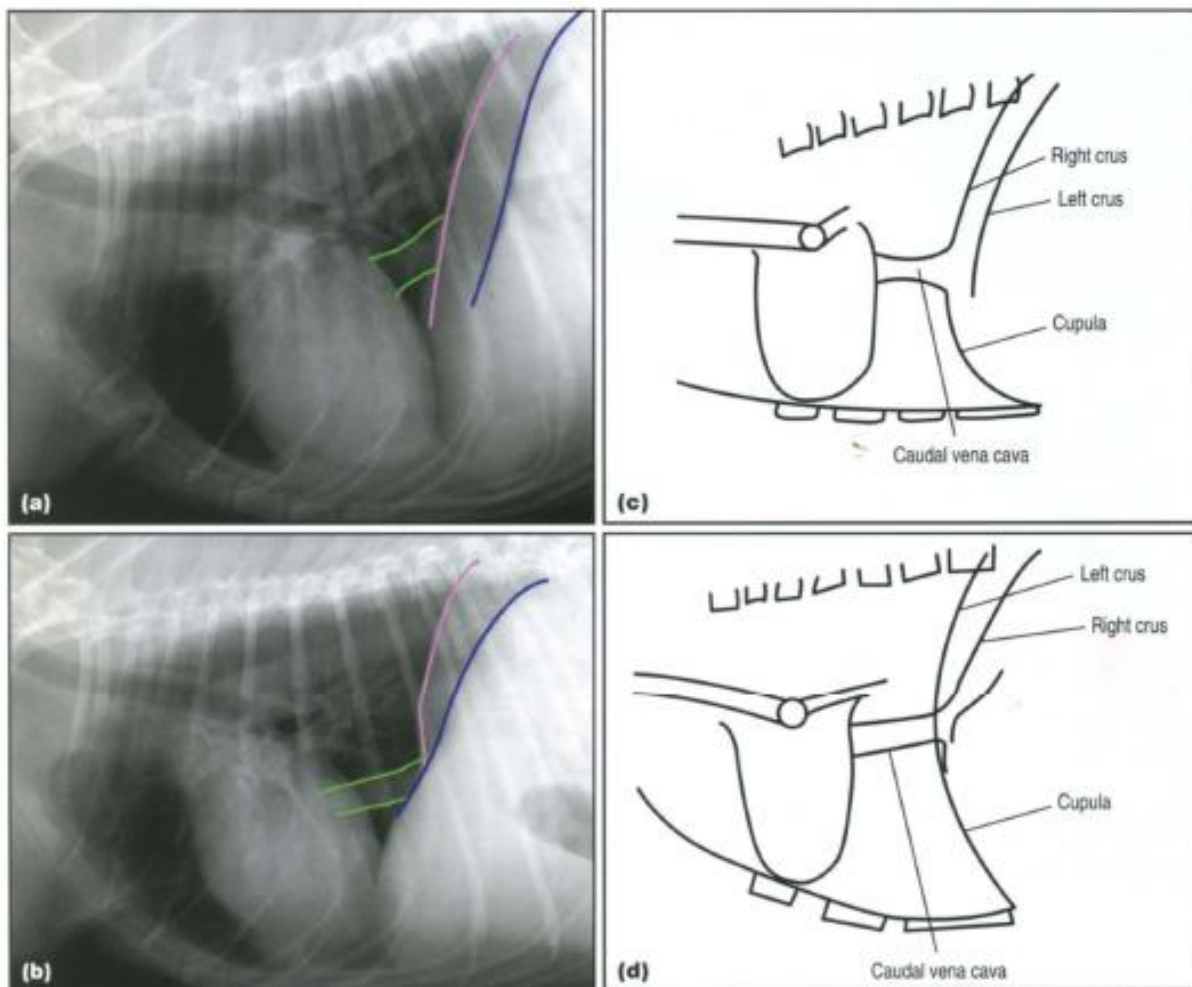 (a)
Right crus
Left crus
Cupula
Caudal vena cava
(c)
(b)
Left crus
Right crus
Cupula
Caudal vena cava
(d)